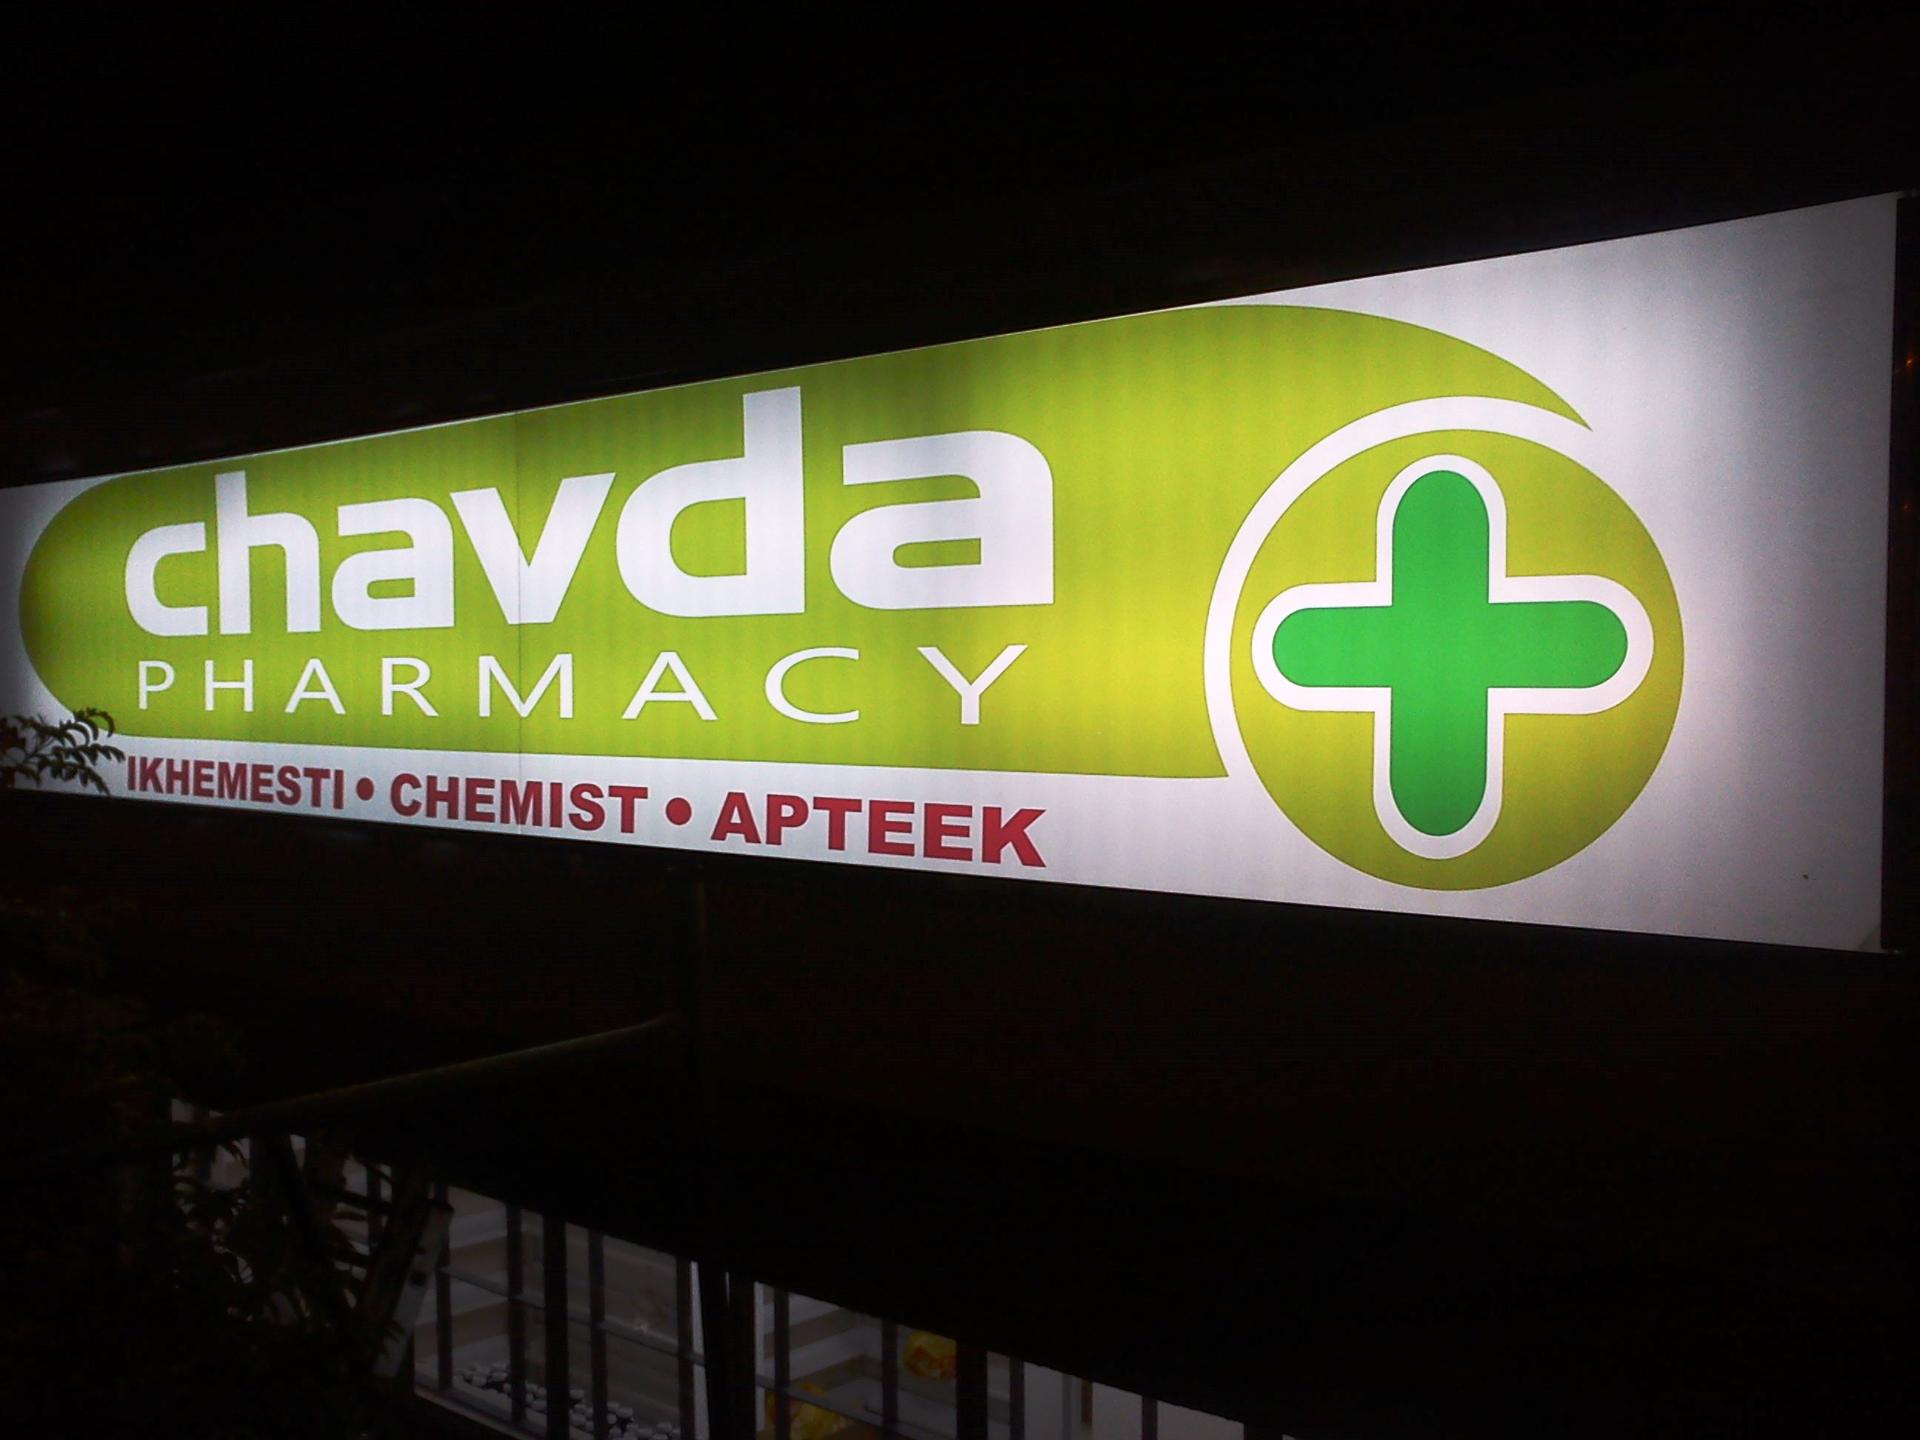 chavda
PHARMACY
IKHEMESTI • CHEMIST • APTEEK